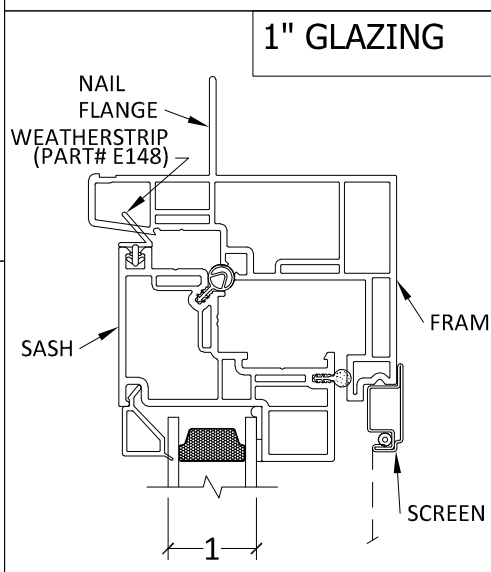 1" GLAZING
NAIL
FLANGE
WEATHERSTRIP
(PART# E148)
FRAM
SASH
SCREEN
1